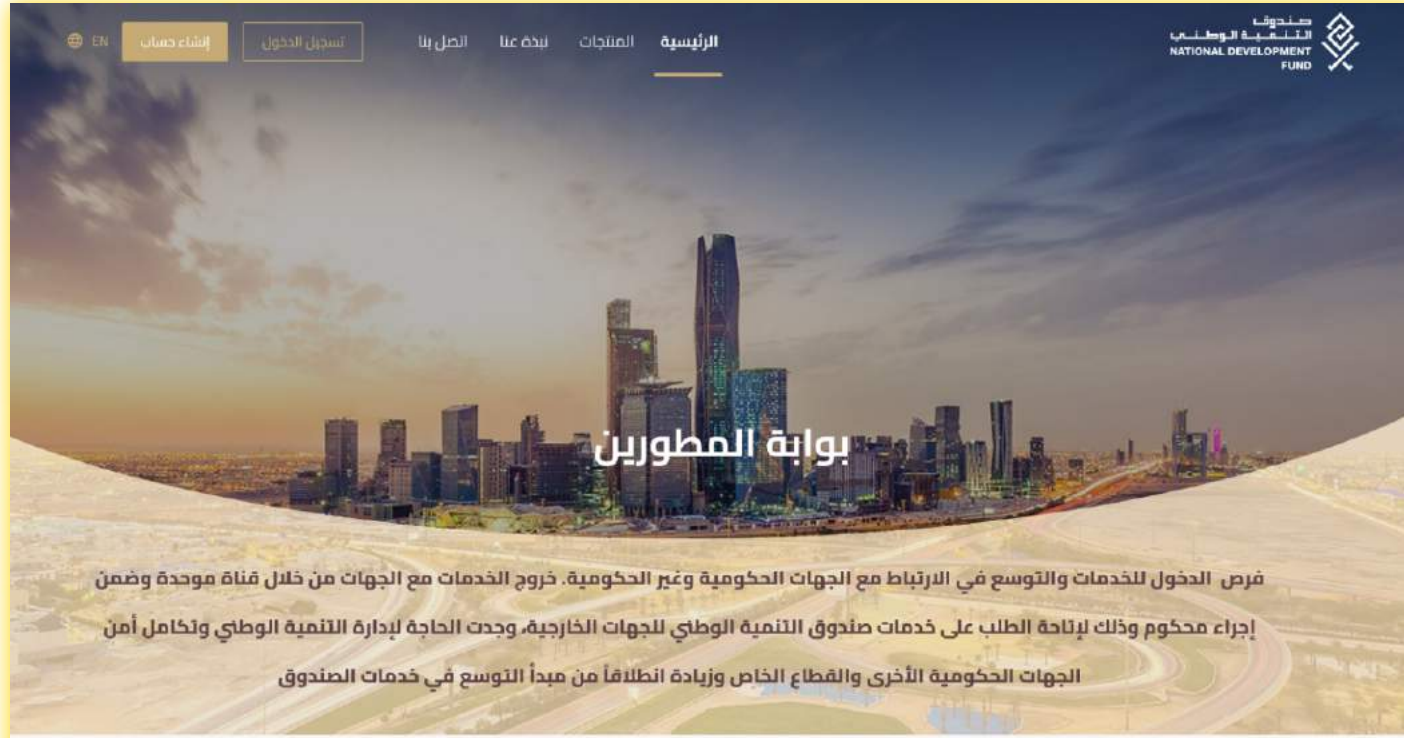 صندوق
التنمية الوطني
NATIONAL DEVELOPMENT
FUND
الرئيسية
المنتجات
نبذة عنا
اتصل بنا
تسجيل الدخول
إنشاء حساب
EN
بوابة المطورين
فرص الدخول للخدمات والتوسع في الارتباط مع الجهات الحكومية وغير الحكومية. خروج الخدمات مع الجهات من خلال قناة موحدة وضمن
إجراء محكوم وذلك لإتاحة الطلب على خدمات صندوق التنمية الوطني للجهات الخارجية، وجدت الحاجة لإدارة التنمية الوطني وتكامل أمن
الجهات الحكومية الأخرى والقطاع الخاص وزيادة انطلاقاً من مبدأ التوسع في خدمات الصندوق